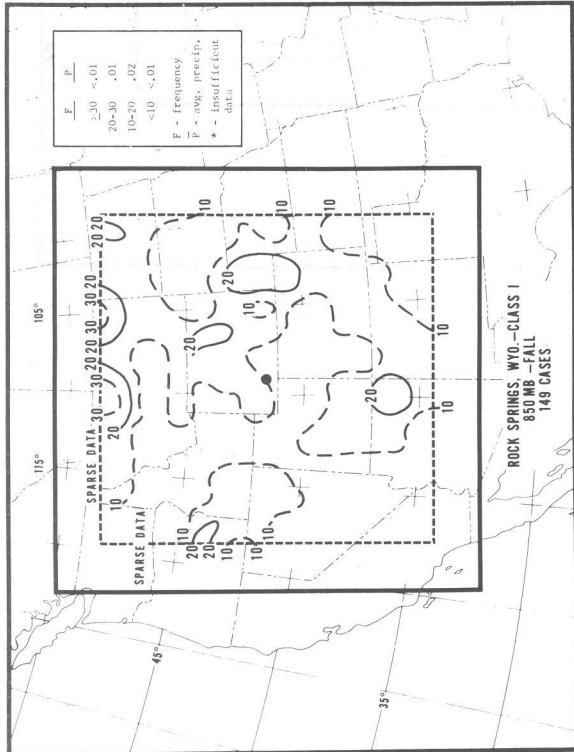 115°
105°
SPARSE DATA
30 30 20 20 30 30 20 20 20
20
10
SPARSE DATA
45°
10
20
20
10
10
10
20
10
20
10
10
10
20
10
10
35°
ROCK SPRINGS, WYO.—CLASS I
850 MB —FALL
149 CASES
F P
≥30 <.01
20-30 .01
10-20 .02
<10 <.01
F - frequency
P - avg. precip.
* - insufficient
data